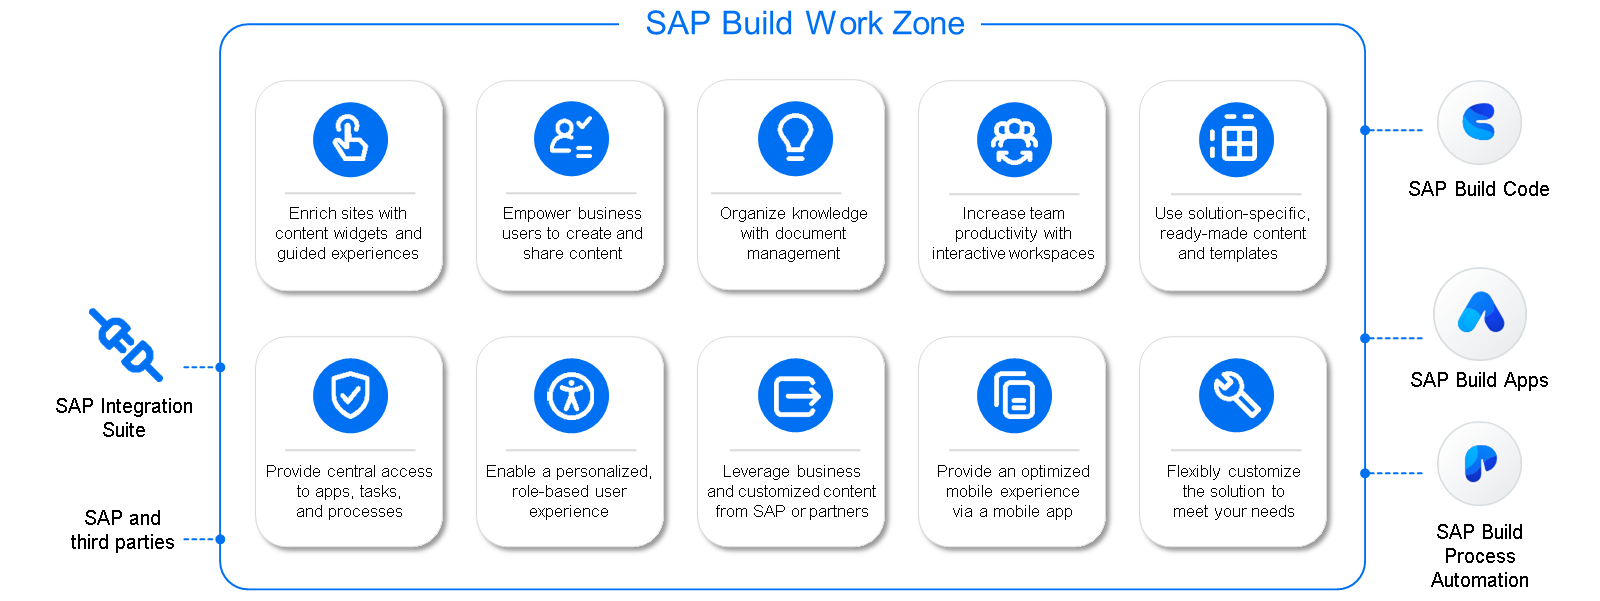 SAP Build Work Zone
Enrich sites with
content widgets and
guided experiences
Empower business
users to create and
share content
Organize knowledge
with document
management
Increase team
productivity with
interactive workspaces
Use solution-specific,
ready-made content
and templates
Provide central access
to apps, tasks,
and processes
Enable a personalized,
role-based user
experience
Leverage business
and customized content
from SAP or partners
Provide an optimized
mobile experience
via a mobile app
Flexibly customize
the solution to
meet your needs
SAP Integration
Suite
SAP and
third parties
SAP Build Code
SAP Build Apps
SAP Build
Process
Automation